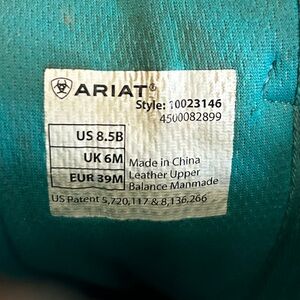 ARIAT®
Style: 10023146
4500082899
US 8.5B
UK 6M
EUR 39M
Made in China
Leather Upper
Balance Manmade
US Patent 5,720,117 & 8,136,266